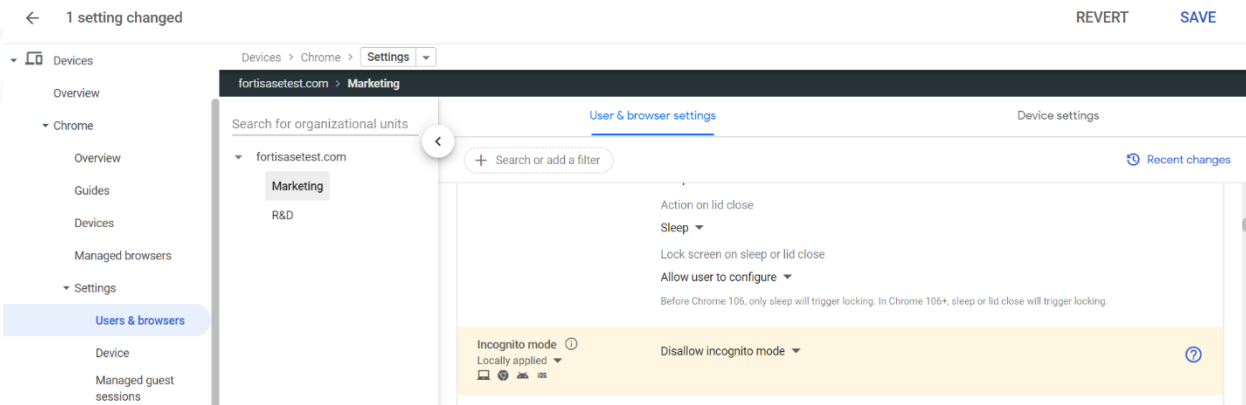 1 setting changed
REVERT
SAVE
Devices
Overview
Chrome
Overview
Guides
Devices
Managed browsers
Settings
Users & browsers
Device
Managed guest
sessions
Devices > Chrome > Settings
fortisasetest.com > Marketing
Search for organizational units
fortisasetest.com
Marketing
R&D
User & browser settings
Device settings
+ Search or add a filter
Recent changes
Action on lid close
Sleep
Lock screen on sleep or lid close
Allow user to configure
Before Chrome 106, only sleep will trigger locking. In Chrome 106+, sleep or lid close will trigger locking.
Incognito mode
Locally applied
iOS
Disallow incognito mode